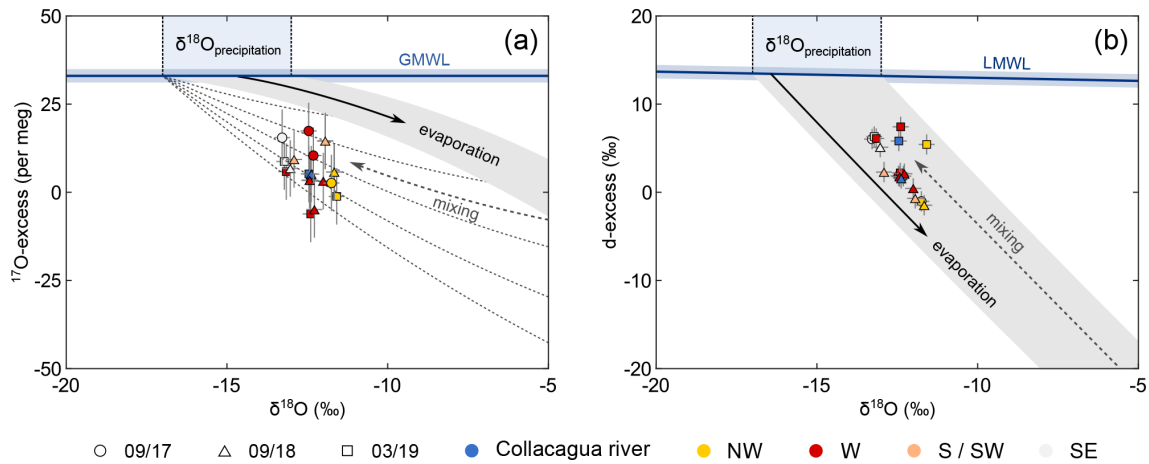 (a)
δ18Oprecipitation
GMWL
evaporation
mixing
50
25
0
-25
-50
17O-excess (per meg)
-20
-15
-10
-5
δ18O (‰)
(b)
δ18Oprecipitation
LMWL
mixing
evaporation
20
10
0
-10
-20
d-excess (‰)
-20
-15
-10
-5
δ18O (‰)
09/17
09/18
03/19
Collacagua river
NW
W
S / SW
SE